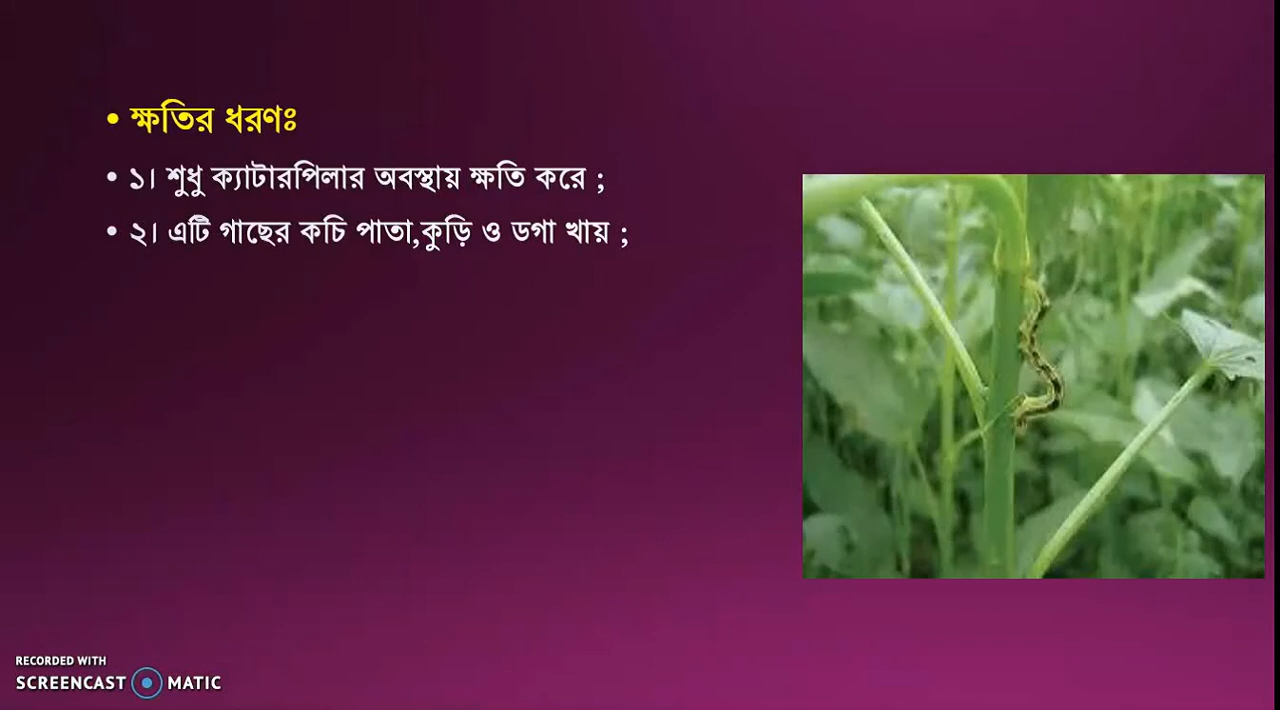 • ক্ষতির ধরণঃ
• ১। শুধু ক্যাটারপিলার অবস্থায় ক্ষতি করে ;
• ২। এটি গাছের কচি পাতা,কুড়ি ও ডগা খায় ;
RECORDED WITH
SCREENCAST MATIC